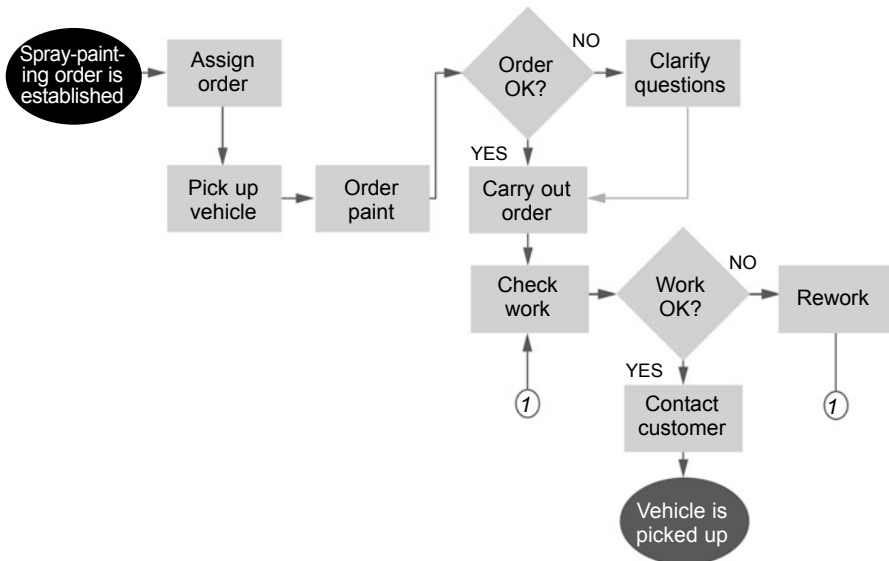 Spray-paint-
ing order is
established
Assign
order
Pick up
vehicle
Order
paint
Order
OK?
NO
Clarify
questions
YES
Carry out
order
Check
work
Work
OK?
NO
Rework
1
YES
1
Contact
customer
Vehicle is
picked up